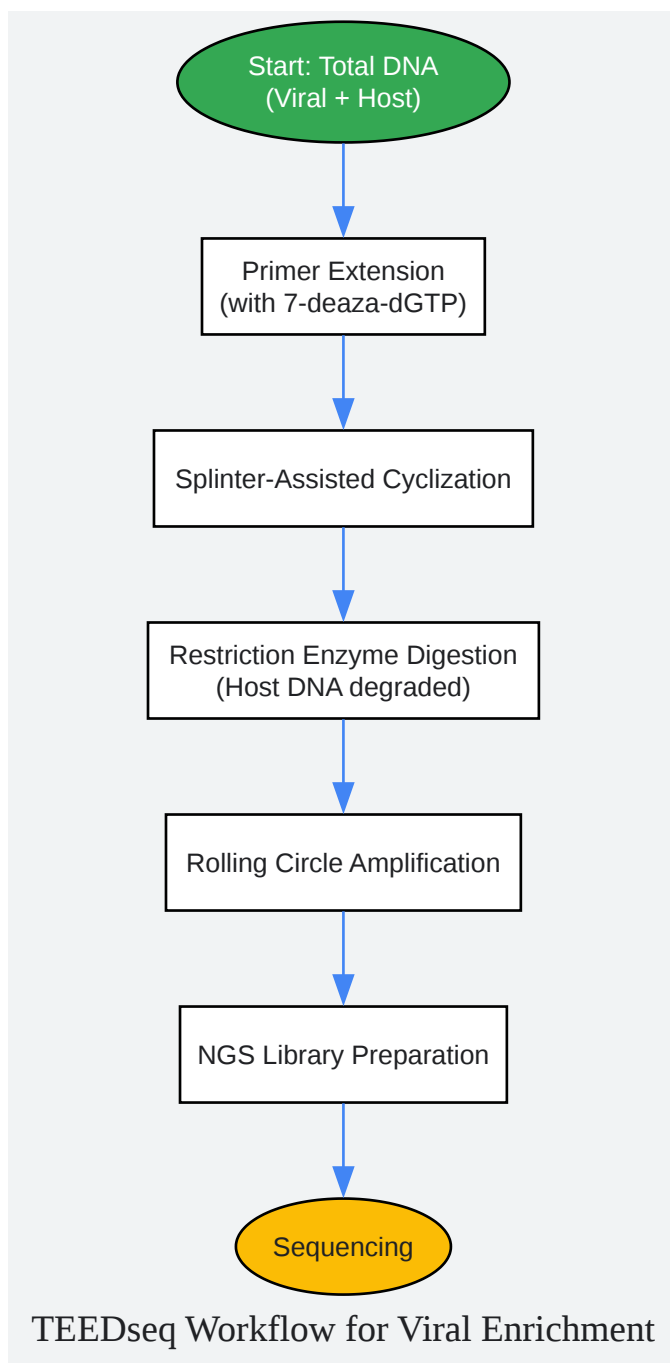 Start: Total DNA
(Viral + Host)
Primer Extension
(with 7-deaza-dGTP)
Splinter-Assisted Cyclization
Restriction Enzyme Digestion
(Host DNA degraded)
Rolling Circle Amplification
NGS Library Preparation
Sequencing
TEEDseq Workflow for Viral Enrichment